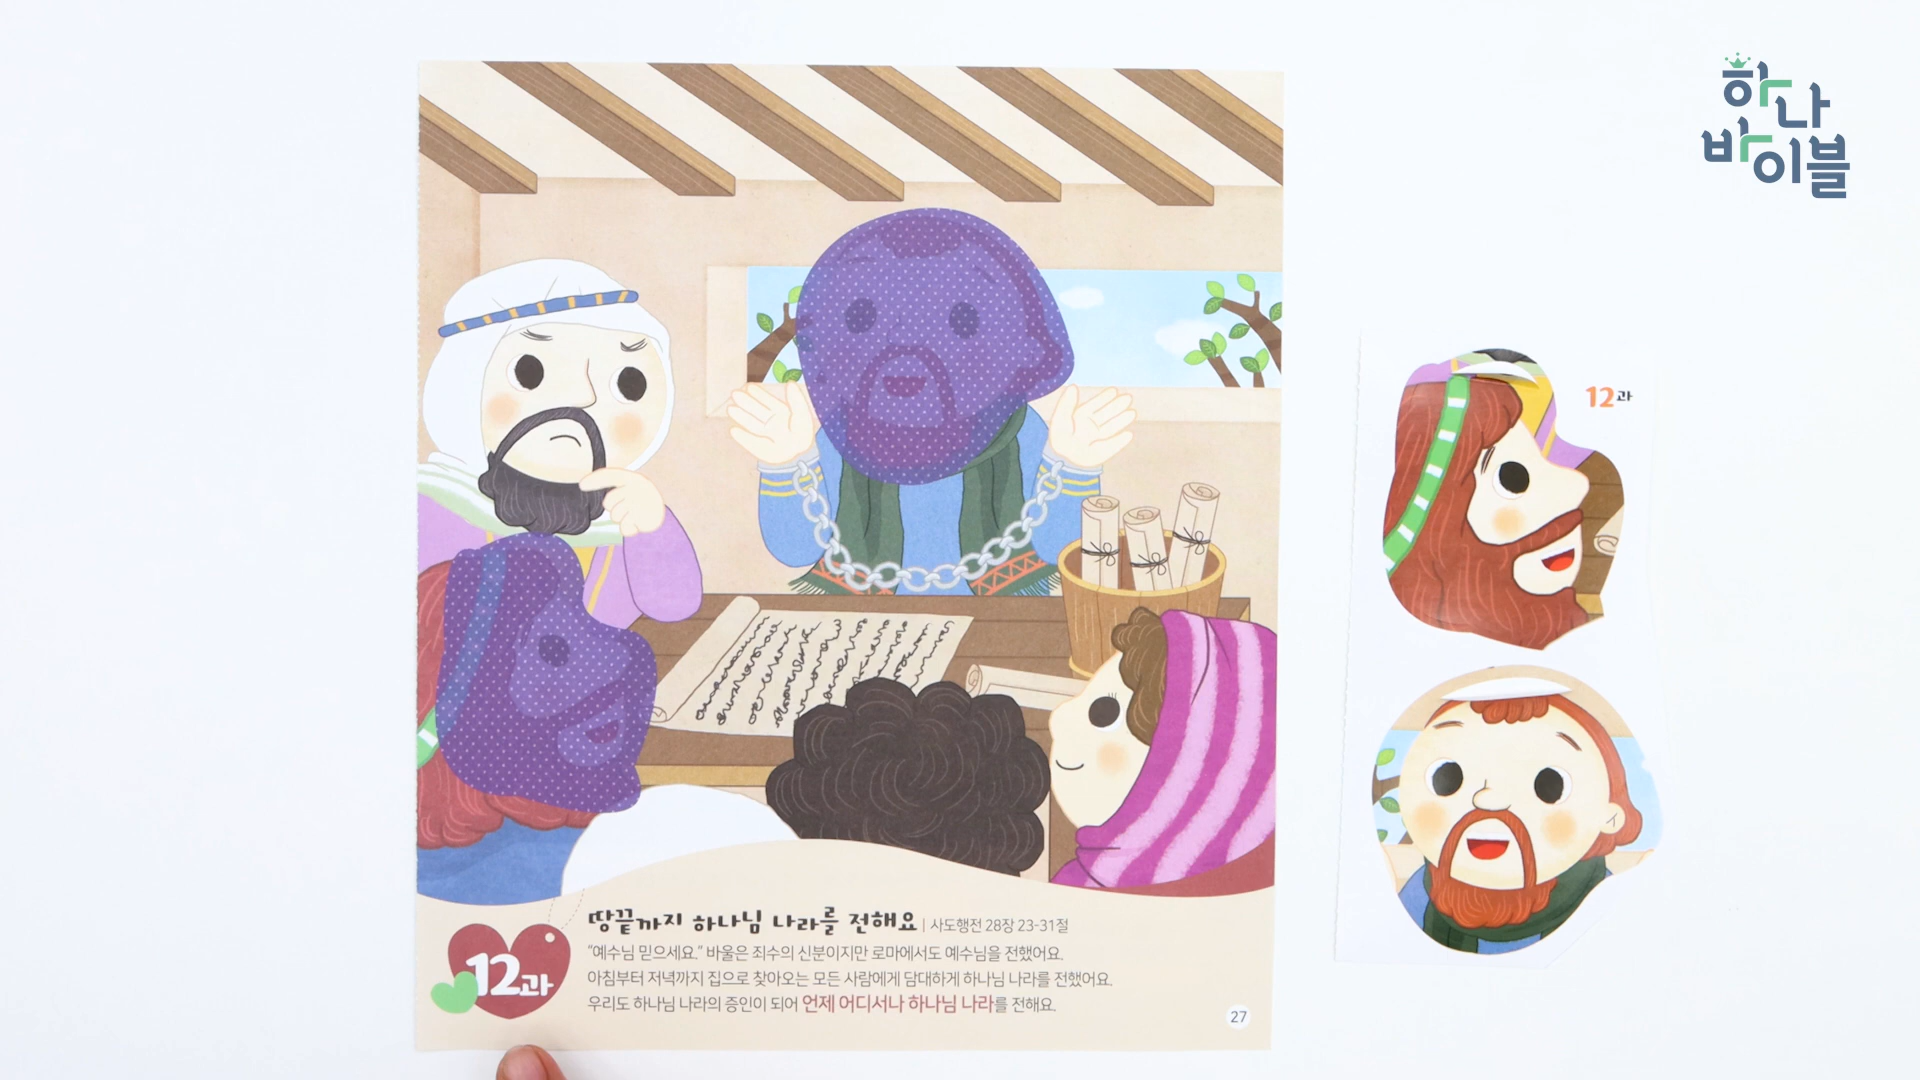 하나
바이블
12과
땅끝까지 하나님 나라를 전해요 | 사도행전 28장 23-31절
"예수님 믿으세요." 바울은 죄수의 신분이지만 로마에서도 예수님을 전했어요.
아침부터 저녁까지 집으로 찾아오는 모든 사람에게 담대하게 하나님 나라를 전했어요.
우리도 하나님 나라의 증인이 되어 언제 어디서나 하나님 나라를 전해요.
12과
27